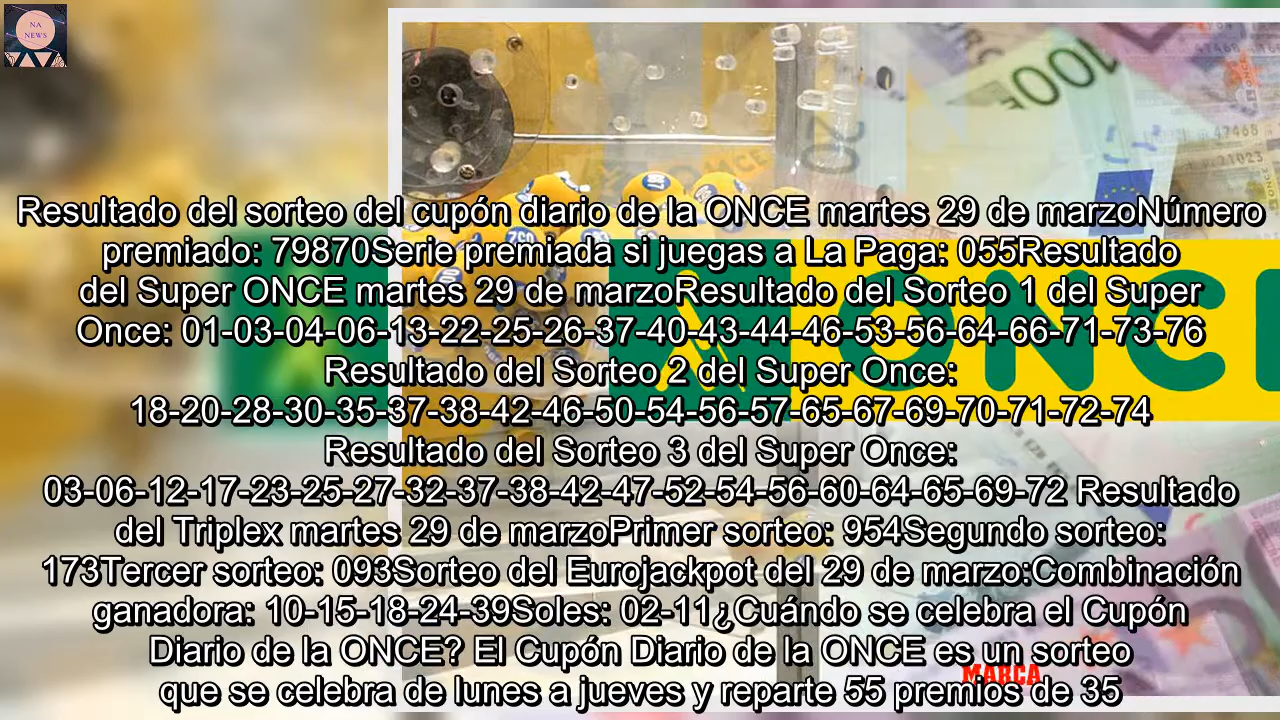 NA
NEWS
Resultado del sorteo del cupón diario de la ONCE martes 29 de marzoNúmero
premiado: 79870Serie premiada si juegas a La Paga: 055Resultado
del Super ONCE martes 29 de marzoResultado del Sorteo 1 del Super
Once: 01-03-04-06-13-22-25-26-37-40-43-44-46-53-56-64-66-71-73-76
Resultado del Sorteo 2 del Super Once:
18-20-28-30-35-37-38-42-46-50-54-56-57-65-67-69-70-71-72-74
Resultado del Sorteo 3 del Super Once:
03-06-12-17-23-25-27-32-37-38-42-47-52-54-56-60-64-65-69-72 Resultado
del Triplex martes 29 de marzoPrimer sorteo: 954Segundo sorteo:
173Tercer sorteo: 093Sorteo del Eurojackpot del 29 de marzo:Combinación
ganadora: 10-15-18-24-39Soles: 02-11¿Cuándo se celebra el Cupón
Diario de la ONCE? El Cupón Diario de la ONCE es un sorteo
que se celebra de lunes a jueves y reparte 55 premios de 35
ONCE
MARCA
100